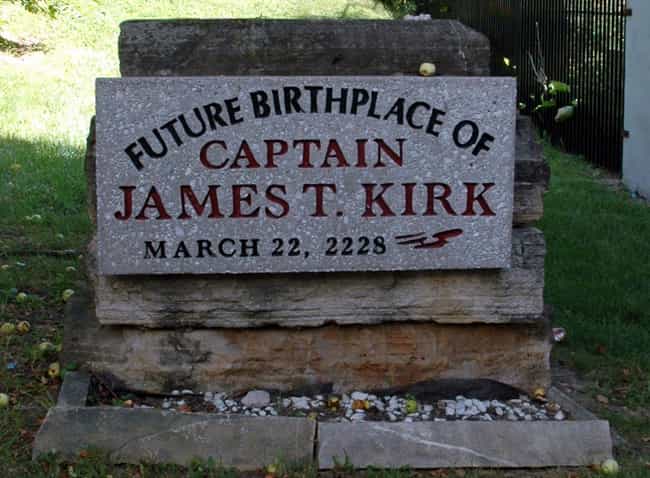 FUTURE BIRTHPLACE OF
CAPTAIN
JAMES T. KIRK
MARCH 22, 2228